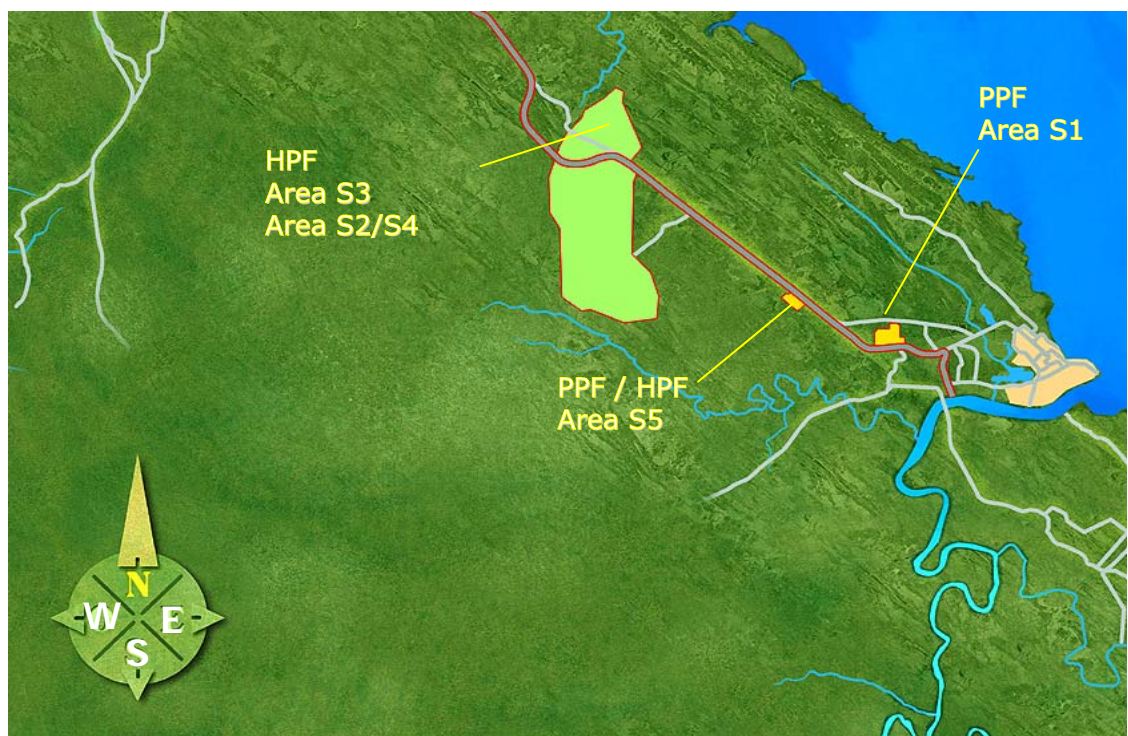 PPF
Area S1
HPF
Area S3
Area S2/S4
PPF / HPF
Area S5
N
W E
S